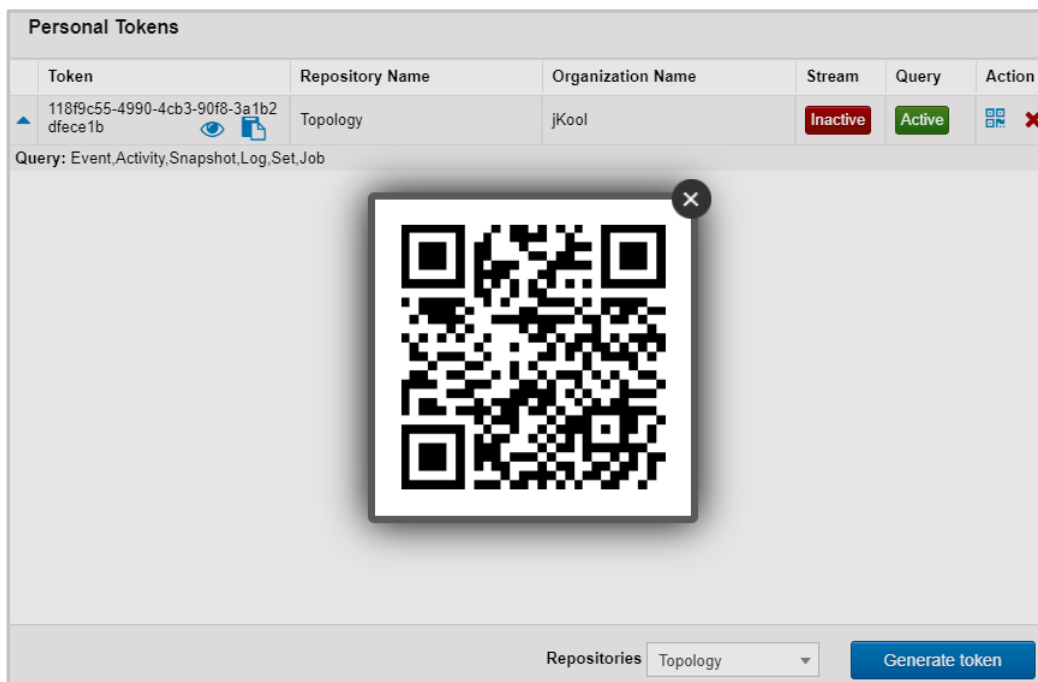 Personal Tokens
Token Repository Name Organization Name Stream Query Action
118f9c55-4990-4cb3-90f8-3a1b2
dfece1b
Topology jKool Inactive Active
Query: Event,Activity,Snapshot,Log,Set,Job
Repositories Topology Generate token